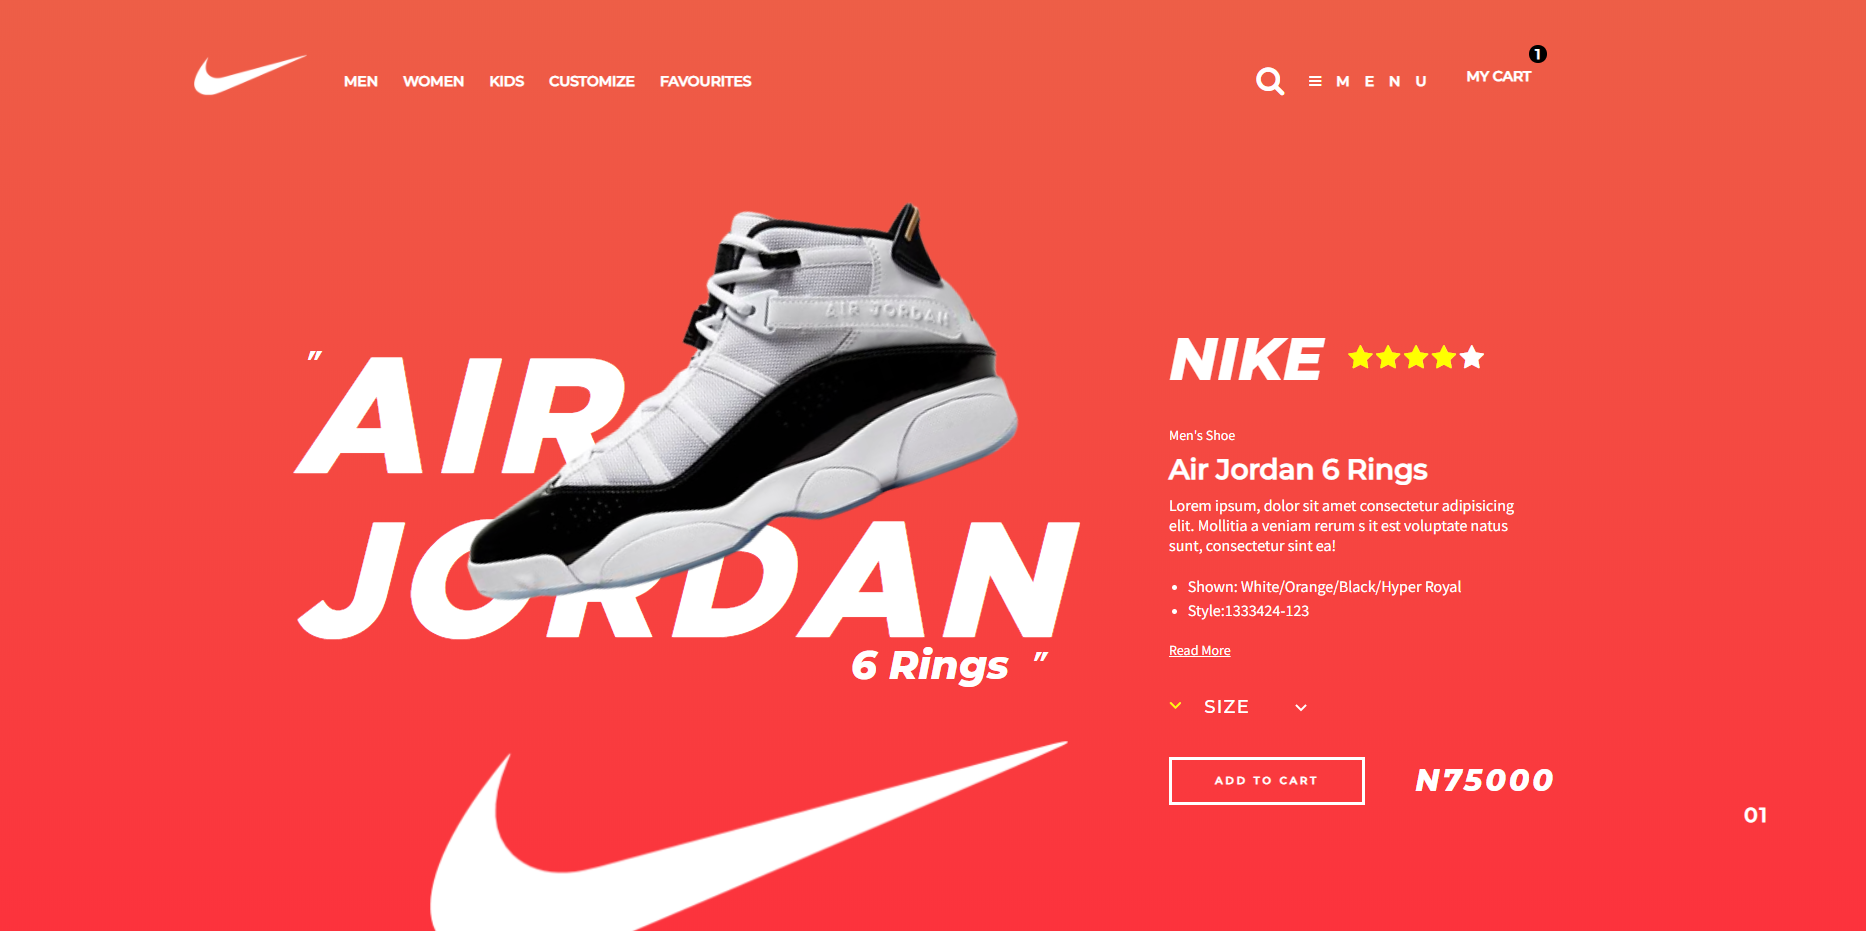 MEN WOMEN KIDS CUSTOMIZE FAVOURITES
MENU
MY CART
1
AIR JORDAN
" AIR
JORDAN
6 Rings "
NIKE
Men's Shoe
Air Jordan 6 Rings
Lorem ipsum, dolor sit amet consectetur adipisicing
elit. Mollitia a veniam rerum s it est voluptate natus
sunt, consectetur sint ea!
• Shown: White/Orange/Black/Hyper Royal
• Style:1333424-123
Read More
SIZE
ADD TO CART
N75000
01